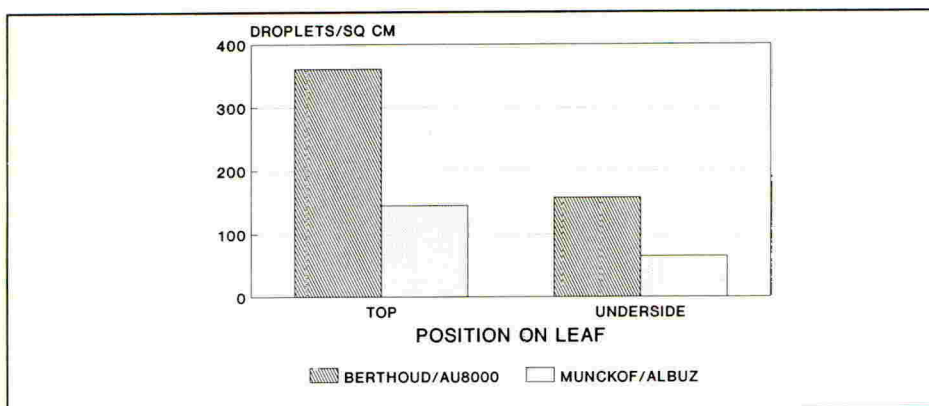 DROPLETS/SQ CM
400
300
200
100
0
TOP UNDERSIDE
POSITION ON LEAF
BERTHOUD/AU8000 MUNCKOF/ALBUZ